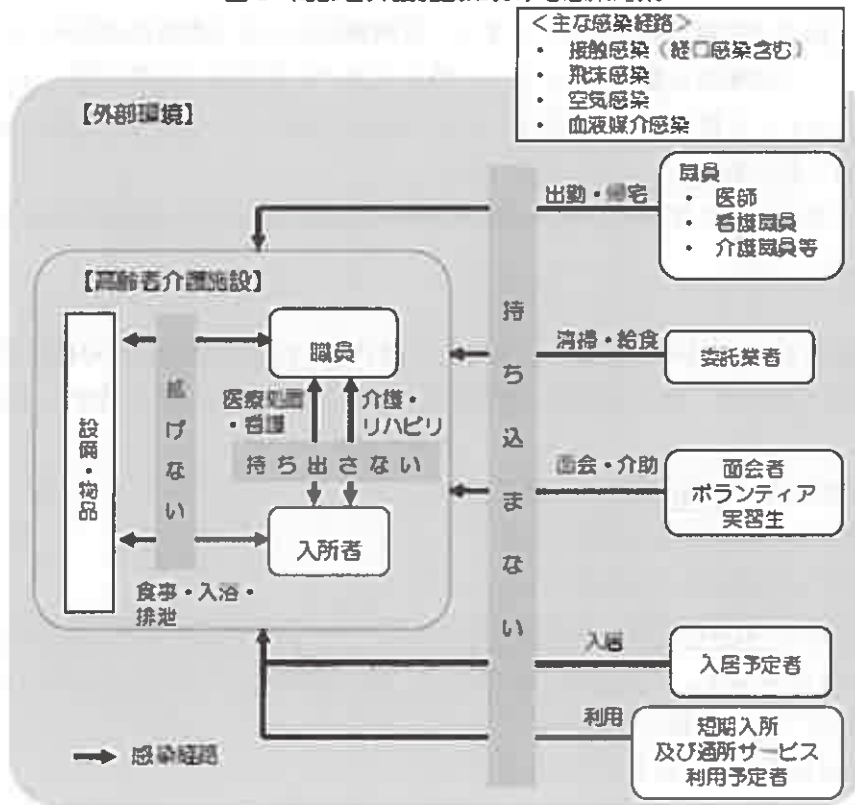 <主な感染経路>
・ 接触感染（経口感染含む）
・ 飛沫感染
・ 空気感染
・ 血液媒介感染
【外部環境】
職員
・ 医師
・ 看護職員
・ 介護職員等
出勤・帰宅
【高齢者介護施設】
持ち込まない
職員
清掃・給食
委託業者
拡げない
医療処置
・看護
介護・
リハビリ
設備・物品
持ち出さない
面会・介助
面会者
ボランティア
実習生
入所者
食事・入浴・
排泄
入居
入居予定者
利用
短期入所
及び通所サービス
利用予定者
感染経路